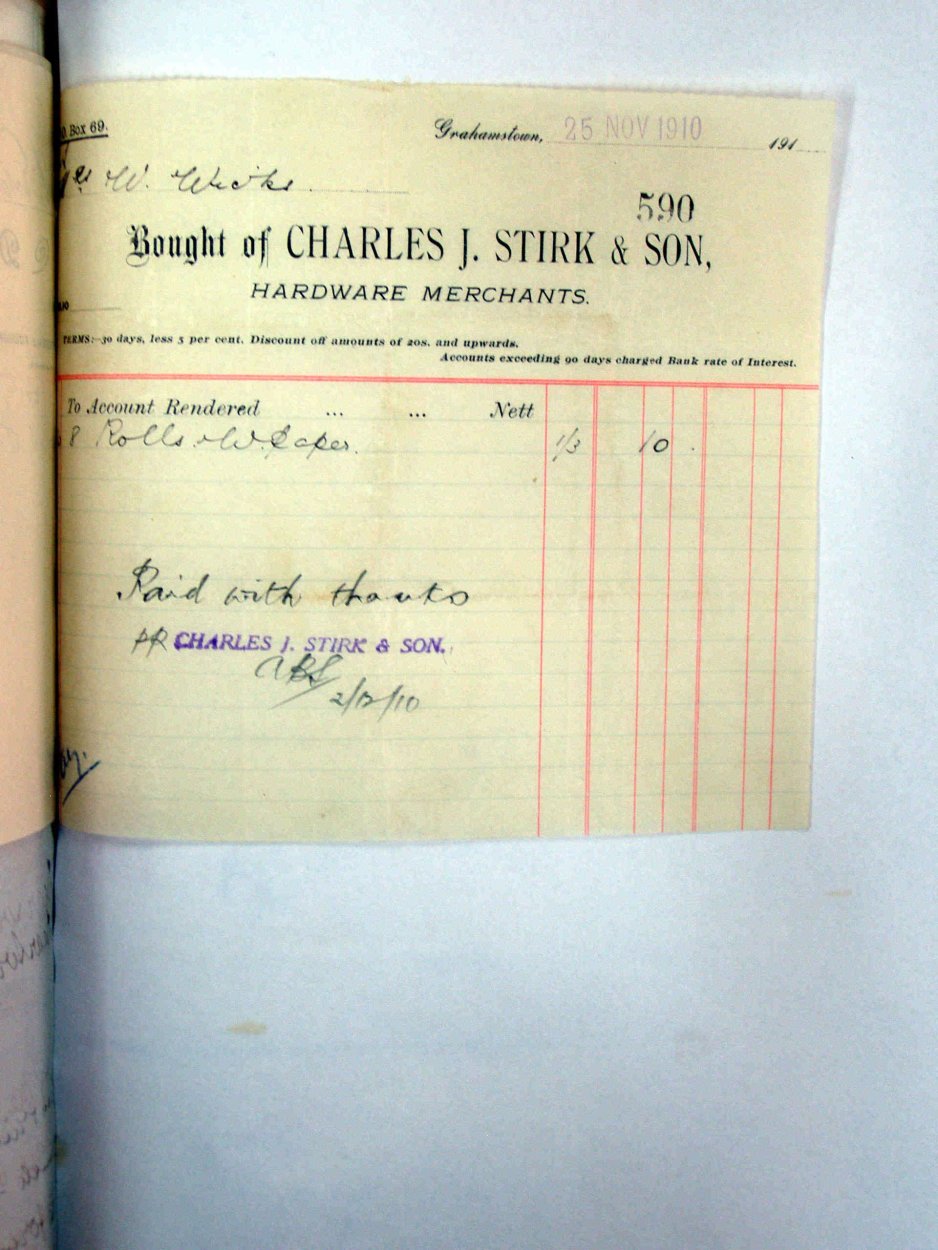 Box 69.
Grahamstown, 25 NOV 1910 191
W. Wicks
590
Bought of CHARLES J. STIRK & SON,
HARDWARE MERCHANTS.
TERMS:—30 days, less 5 per cent. Discount off amounts of 20s. and upwards.
Accounts exceeding 90 days charged Bank rate of Interest.
To Account Rendered ... ... Nett
8 Rolls W. Paper. 1/3 10 .
Paid with thanks
CHARLES J. STIRK & SON.
2/12/10